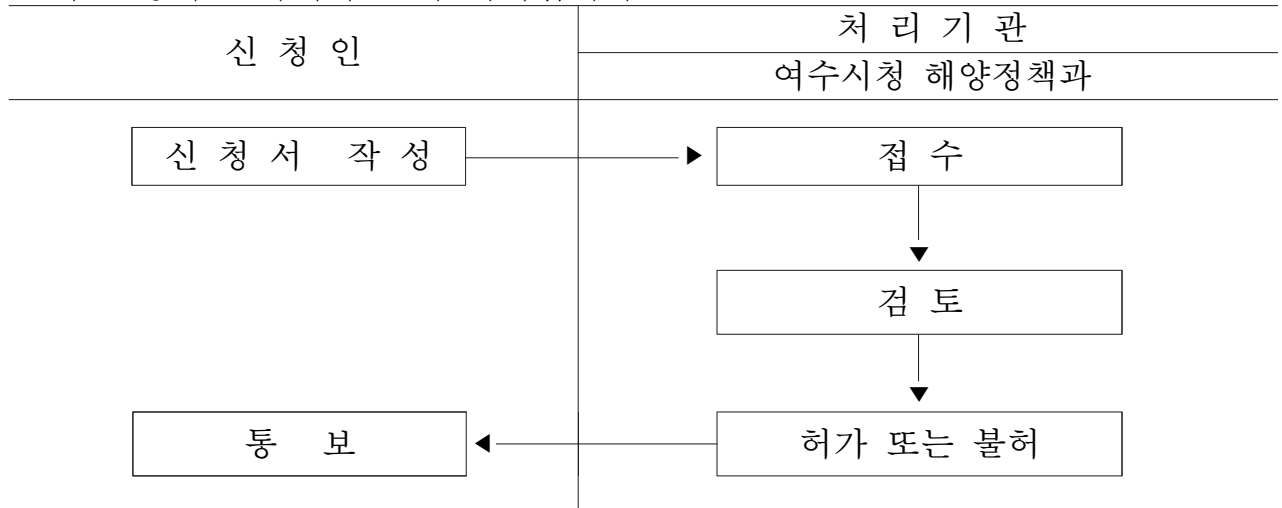 신 청 인
처 리 기 관
여수시청 해양정책과
신 청 서 작 성
접 수
검 토
통 보
허가 또는 불허